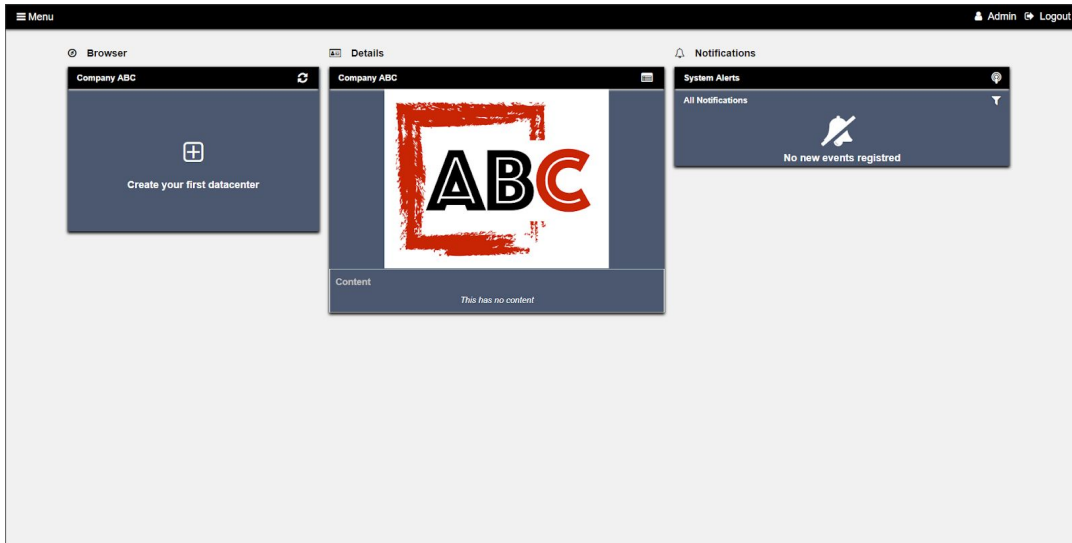 Menu
Admin Logout
Browser
Company ABC
Create your first datacenter
Details
Company ABC
ABC
Content
This has no content
Notifications
System Alerts
All Notifications
No new events registred